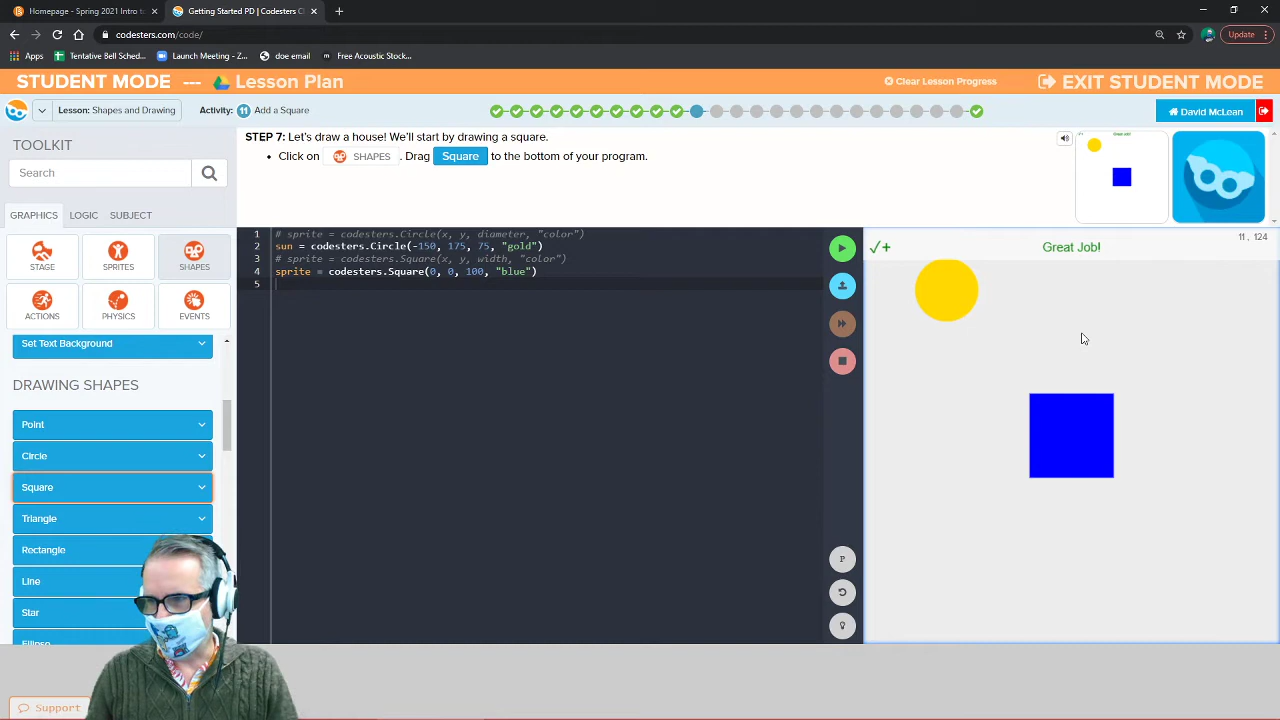 Homepage - Spring 2021 Intro to
Getting Started PD | Codesters Cl
codesters.com/code/
Update
Apps
Tentative Bell Sched...
Launch Meeting - Z...
doe email
Free Acoustic Stock...
STUDENT MODE
Lesson Plan
Clear Lesson Progress
EXIT STUDENT MODE
Lesson: Shapes and Drawing
Activity: 11 Add a Square
David McLean
TOOLKIT
Search
GRAPHICS
LOGIC
SUBJECT
STAGE
SPRITES
SHAPES
ACTIONS
PHYSICS
EVENTS
Set Text Background
DRAWING SHAPES
Point
Circle
Square
Triangle
Rectangle
Line
Star
Ellipse
Support
STEP 7: Let's draw a house! We'll start by drawing a square.
• Click on SHAPES . Drag Square to the bottom of your program.
1 # sprite = codesters.Circle(x, y, diameter, "color")
2 sun = codesters.Circle(-150, 175, 75, "gold")
3 # sprite = codesters.Square(x, y, width, "color")
4 sprite = codesters.Square(0, 0, 100, "blue")
5
P
Great Job!
11 , 124
√+ Great Job!